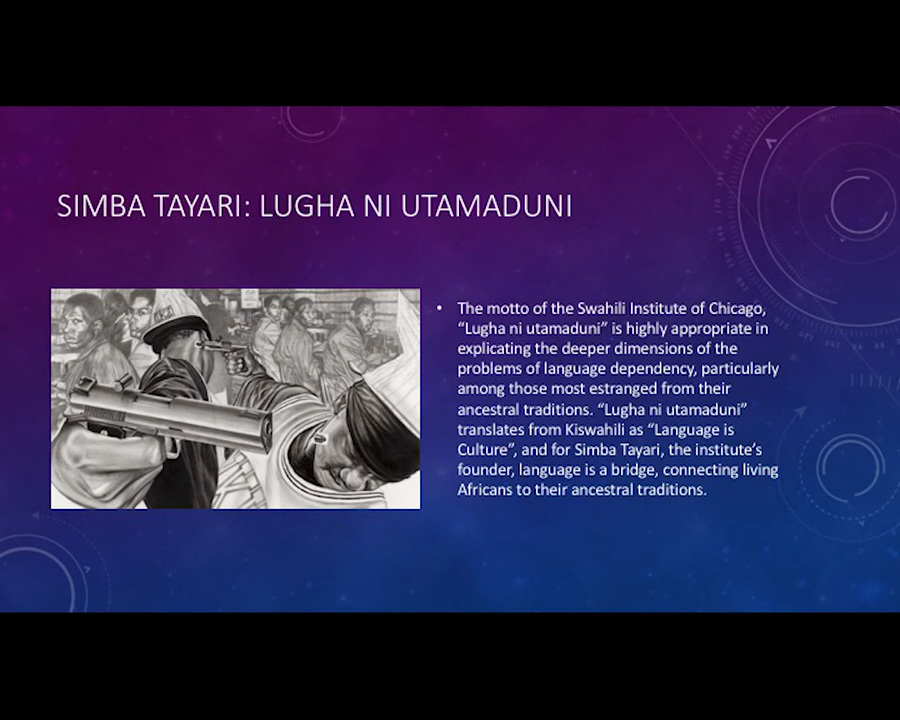 SIMBA TAYARI: LUGHA NI UTAMADUNI
• The motto of the Swahili Institute of Chicago,
“Lugha ni utamaduni” is highly appropriate in
explicating the deeper dimensions of the
problems of language dependency, particularly
among those most estranged from their
ancestral traditions. “Lugha ni utamaduni”
translates from Kiswahili as “Language is
Culture”, and for Simba Tayari, the institute’s
founder, language is a bridge, connecting living
Africans to their ancestral traditions.